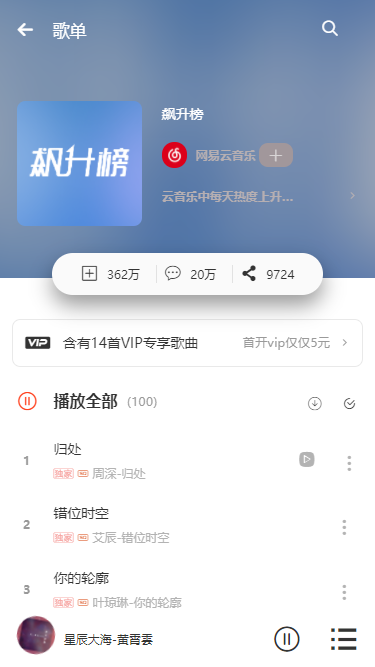 歌单
飙升榜
飙升榜
网易云音乐
云音乐中每天热度上升...
362万
20万
9724
VIP 含有14首VIP专享歌曲 首开vip仅仅5元
播放全部 (100)
归处
1
独家 SQ 周深-归处
错位时空
2
独家 SQ 艾辰-错位时空
你的轮廓
3
独家 SQ 叶琼琳-你的轮廓
星辰大海-黄霄雲